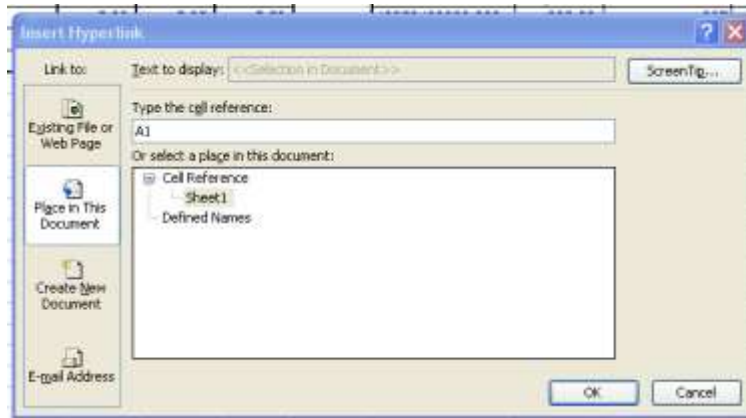 Insert Hyperlink
Link to:
Text to display: <<Selection in Document>>
ScreenTip...
Existing File or
Web Page
Place in This
Document
Create New
Document
E-mail Address
Type the cell reference:
A1
Or select a place in this document:
Cell Reference
Sheet1
Defined Names
OK
Cancel